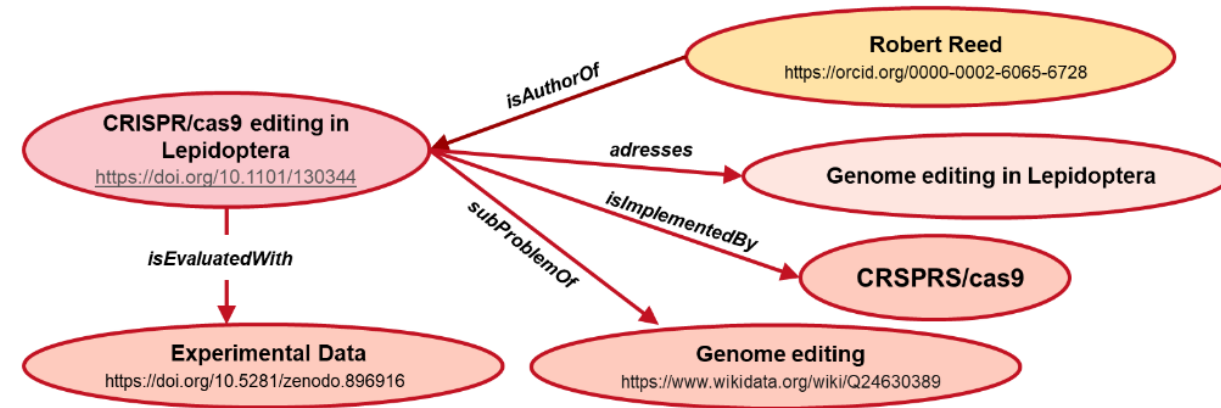 Robert Reed
https://orcid.org/0000-0002-6065-6728
isAuthorOf
CRISPR/cas9 editing in
Lepidoptera
https://doi.org/10.1101/130344
adresses
Genome editing in Lepidoptera
isImplementedBy
subProblemOf
CRSPRS/cas9
isEvaluatedWith
Experimental Data
https://doi.org/10.5281/zenodo.896916
Genome editing
https://www.wikidata.org/wiki/Q24630389